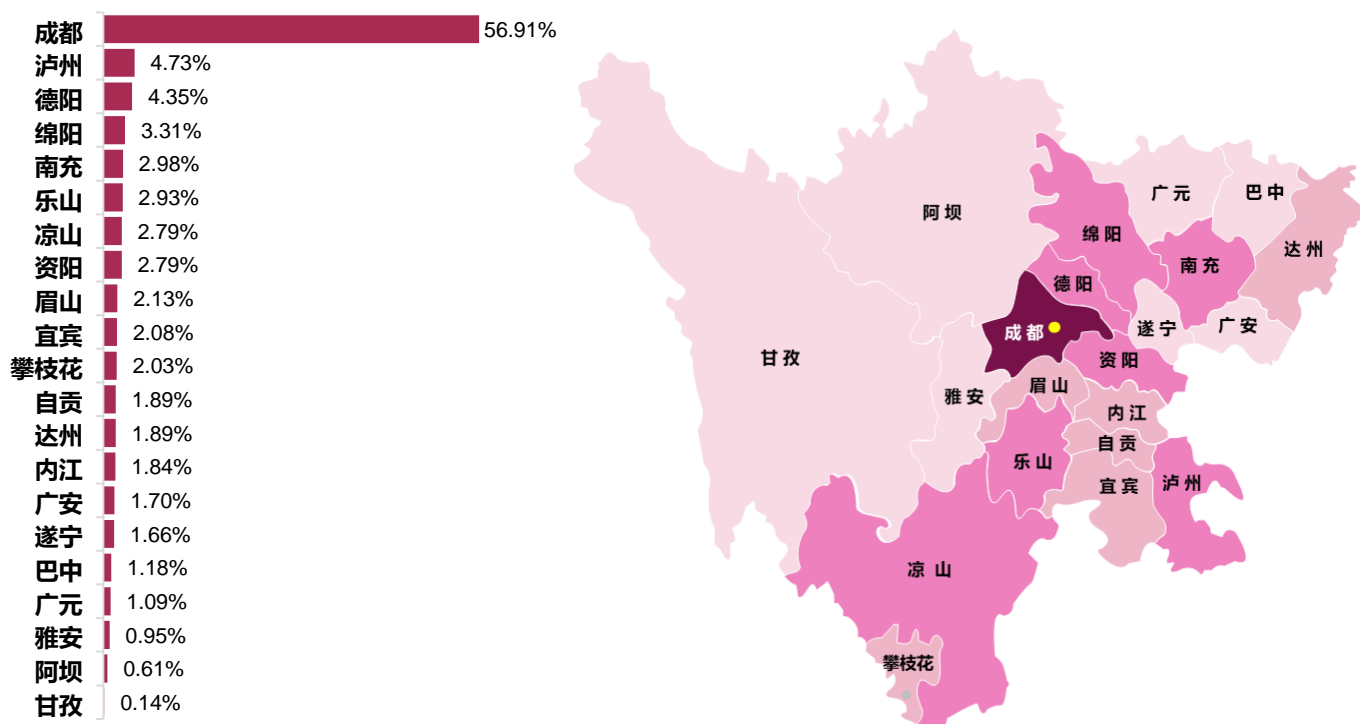 成都 56.91%
泸州 4.73%
德阳 4.35%
绵阳 3.31%
南充 2.98%
乐山 2.93%
凉山 2.79%
资阳 2.79%
眉山 2.13%
宜宾 2.08%
攀枝花 2.03%
自贡 1.89%
达州 1.89%
内江 1.84%
广安 1.70%
遂宁 1.66%
巴中 1.18%
广元 1.09%
雅安 0.95%
阿坝 0.61%
甘孜 0.14%
广元
巴中
阿坝
绵阳
达州
南充
德阳
成都
遂宁
广安
甘孜
资阳
眉山
雅安
内江
自贡
乐山
宜宾
泸州
凉山
攀枝花